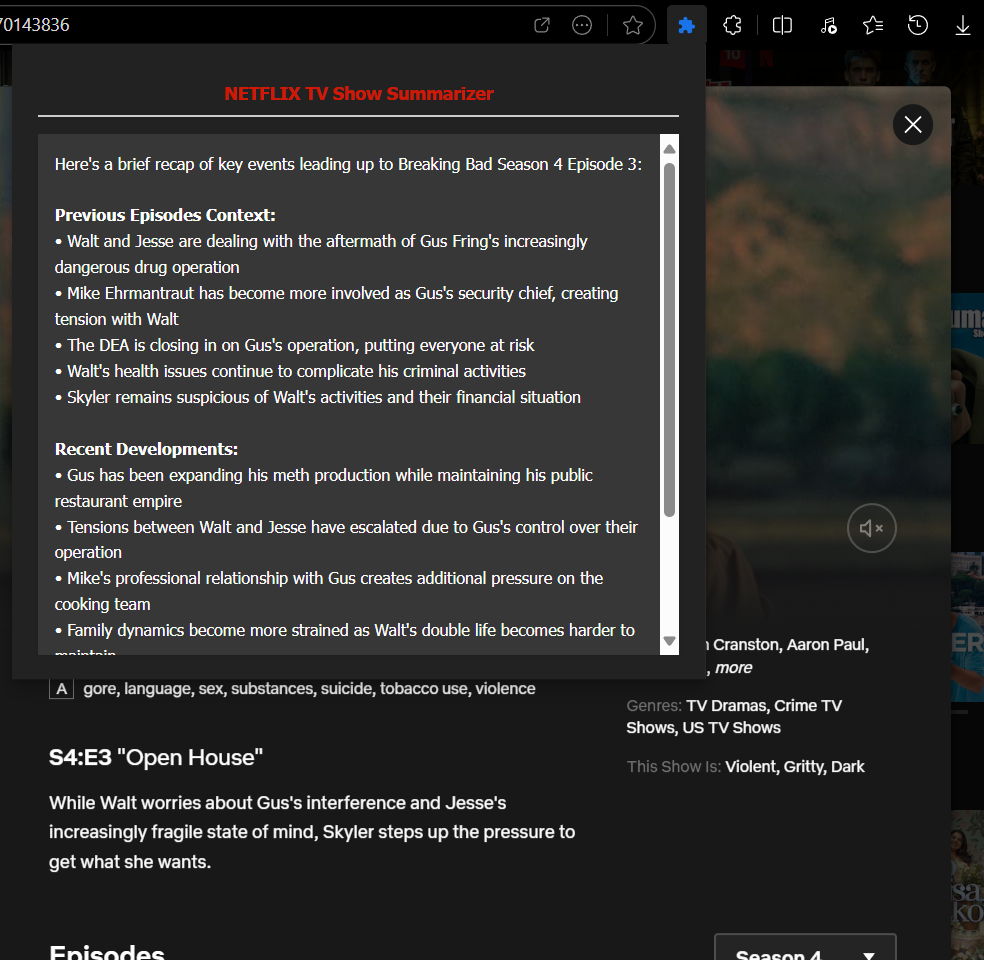 70143836
NETFLIX TV Show Summarizer
Here's a brief recap of key events leading up to Breaking Bad Season 4 Episode 3:
Previous Episodes Context:
• Walt and Jesse are dealing with the aftermath of Gus Fring's increasingly
dangerous drug operation
• Mike Ehrmantraut has become more involved as Gus's security chief, creating
tension with Walt
• The DEA is closing in on Gus's operation, putting everyone at risk
• Walt's health issues continue to complicate his criminal activities
• Skyler remains suspicious of Walt's activities and their financial situation
Recent Developments:
• Gus has been expanding his meth production while maintaining his public
restaurant empire
• Tensions between Walt and Jesse have escalated due to Gus's control over their
operation
• Mike's professional relationship with Gus creates additional pressure on the
cooking team
• Family dynamics become more strained as Walt's double life becomes harder to
maintain
Cranston, Aaron Paul,
, more
A gore, language, sex, substances, suicide, tobacco use, violence
Genres: TV Dramas, Crime TV
Shows, US TV Shows
This Show Is: Violent, Gritty, Dark
S4:E3 "Open House"
While Walt worries about Gus's interference and Jesse's
increasingly fragile state of mind, Skyler steps up the pressure to
get what she wants.
Episodes
Season 4